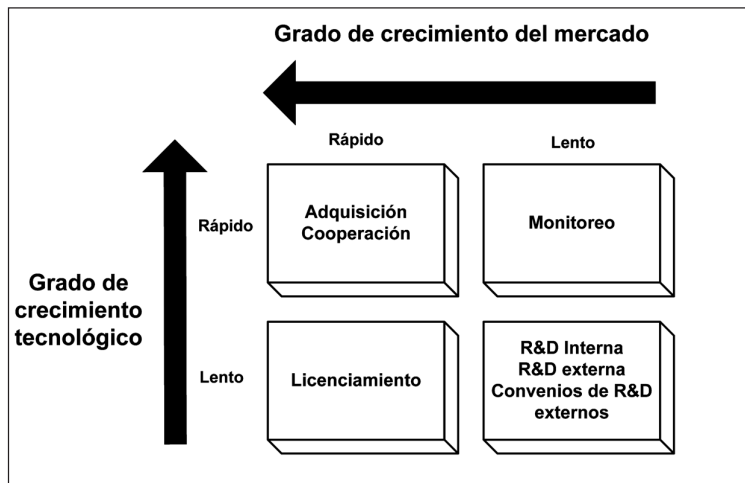 Grado de crecimiento del mercado
Rápido
Lento
Rápido
Adquisición
Cooperación
Monitoreo
Grado de
crecimiento
tecnológico
Lento
Licenciamiento
R&D Interna
R&D externa
Convenios de R&D
externos